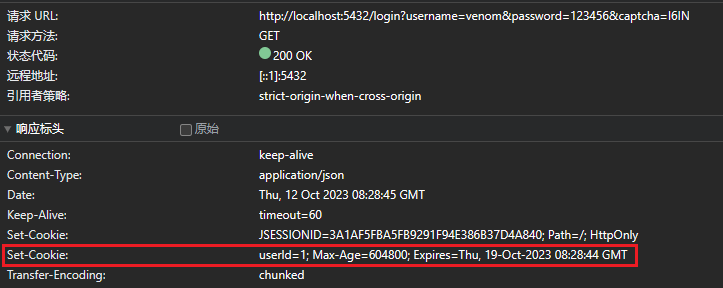 请求 URL: http://localhost:5432/login?username=venom&password=123456&captcha=I6IN
请求方法: GET
状态代码: 200 OK
远程地址: [::1]:5432
引用者策略: strict-origin-when-cross-origin
响应标头 原始
Connection: keep-alive
Content-Type: application/json
Date: Thu, 12 Oct 2023 08:28:45 GMT
Keep-Alive: timeout=60
Set-Cookie: JSESSIONID=3A1AF5FBA5FB9291F94E386B37D4A840; Path=/; HttpOnly
Set-Cookie: userId=1; Max-Age=604800; Expires=Thu, 19-Oct-2023 08:28:44 GMT
Transfer-Encoding: chunked